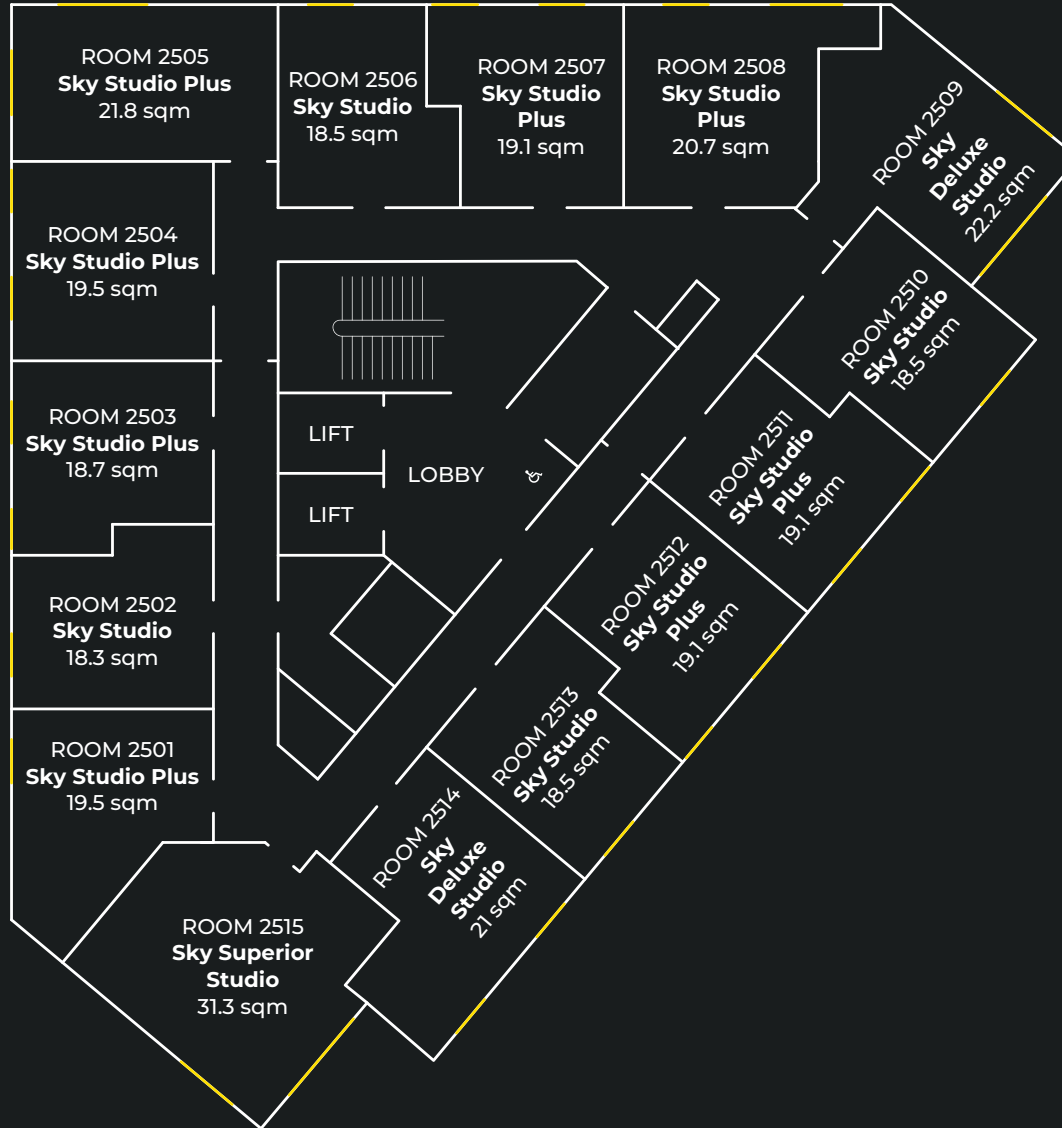 ROOM 2505
Sky Studio Plus
21.8 sqm
ROOM 2506
Sky Studio
18.5 sqm
ROOM 2507
Sky Studio
Plus
19.1 sqm
ROOM 2508
Sky Studio
Plus
20.7 sqm
ROOM 2509
Sky
Deluxe
Studio
22.2 sqm
ROOM 2504
Sky Studio Plus
19.5 sqm
ROOM 2510
Sky Studio
18.5 sqm
ROOM 2503
Sky Studio Plus
18.7 sqm
LIFT
LOBBY
LIFT
ROOM 2511
Sky Studio
Plus
19.1 sqm
ROOM 2512
Sky Studio
Plus
19.1 sqm
ROOM 2502
Sky Studio
18.3 sqm
ROOM 2513
Sky Studio
18.5 sqm
ROOM 2501
Sky Studio Plus
19.5 sqm
ROOM 2514
Sky
Deluxe
Studio
21 sqm
ROOM 2515
Sky Superior
Studio
31.3 sqm